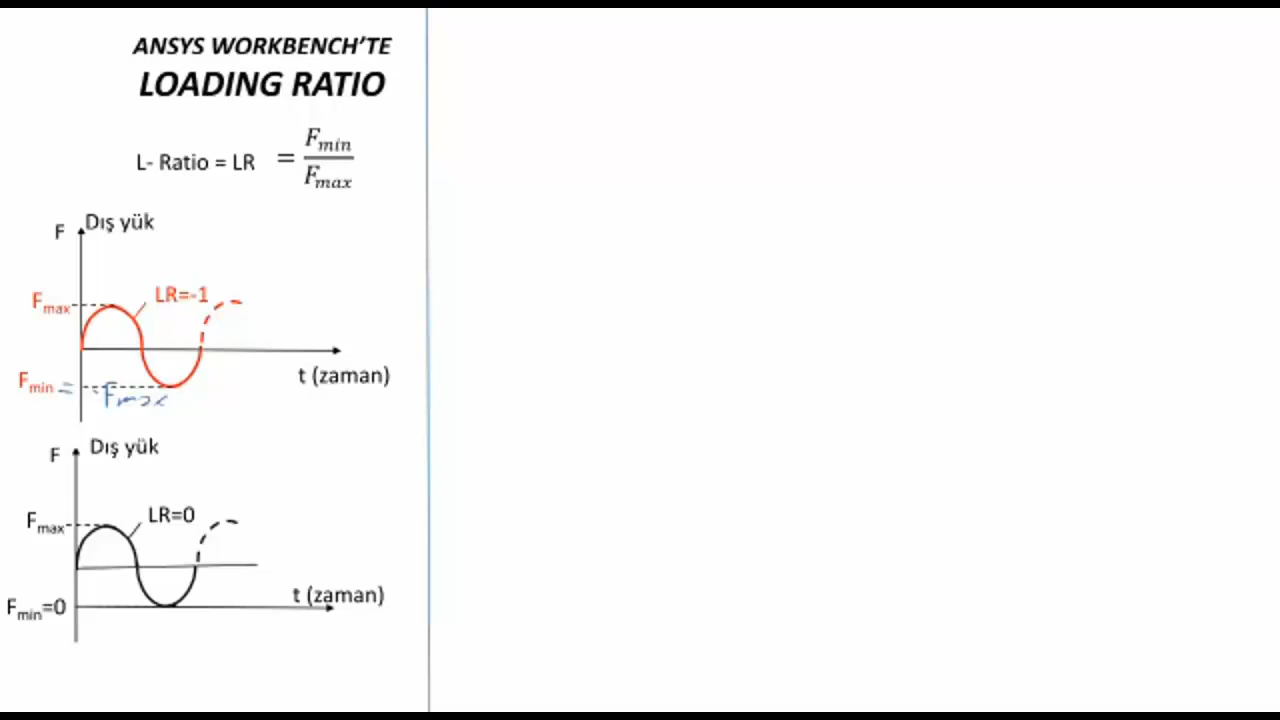 ANSYS WORKBENCH'TE
LOADING RATIO
L- Ratio = LR = F_min / F_max
F Dış yük
F_max
LR=-1
t (zaman)
F_min = -F_max
F Dış yük
F_max
LR=0
t (zaman)
F_min=0